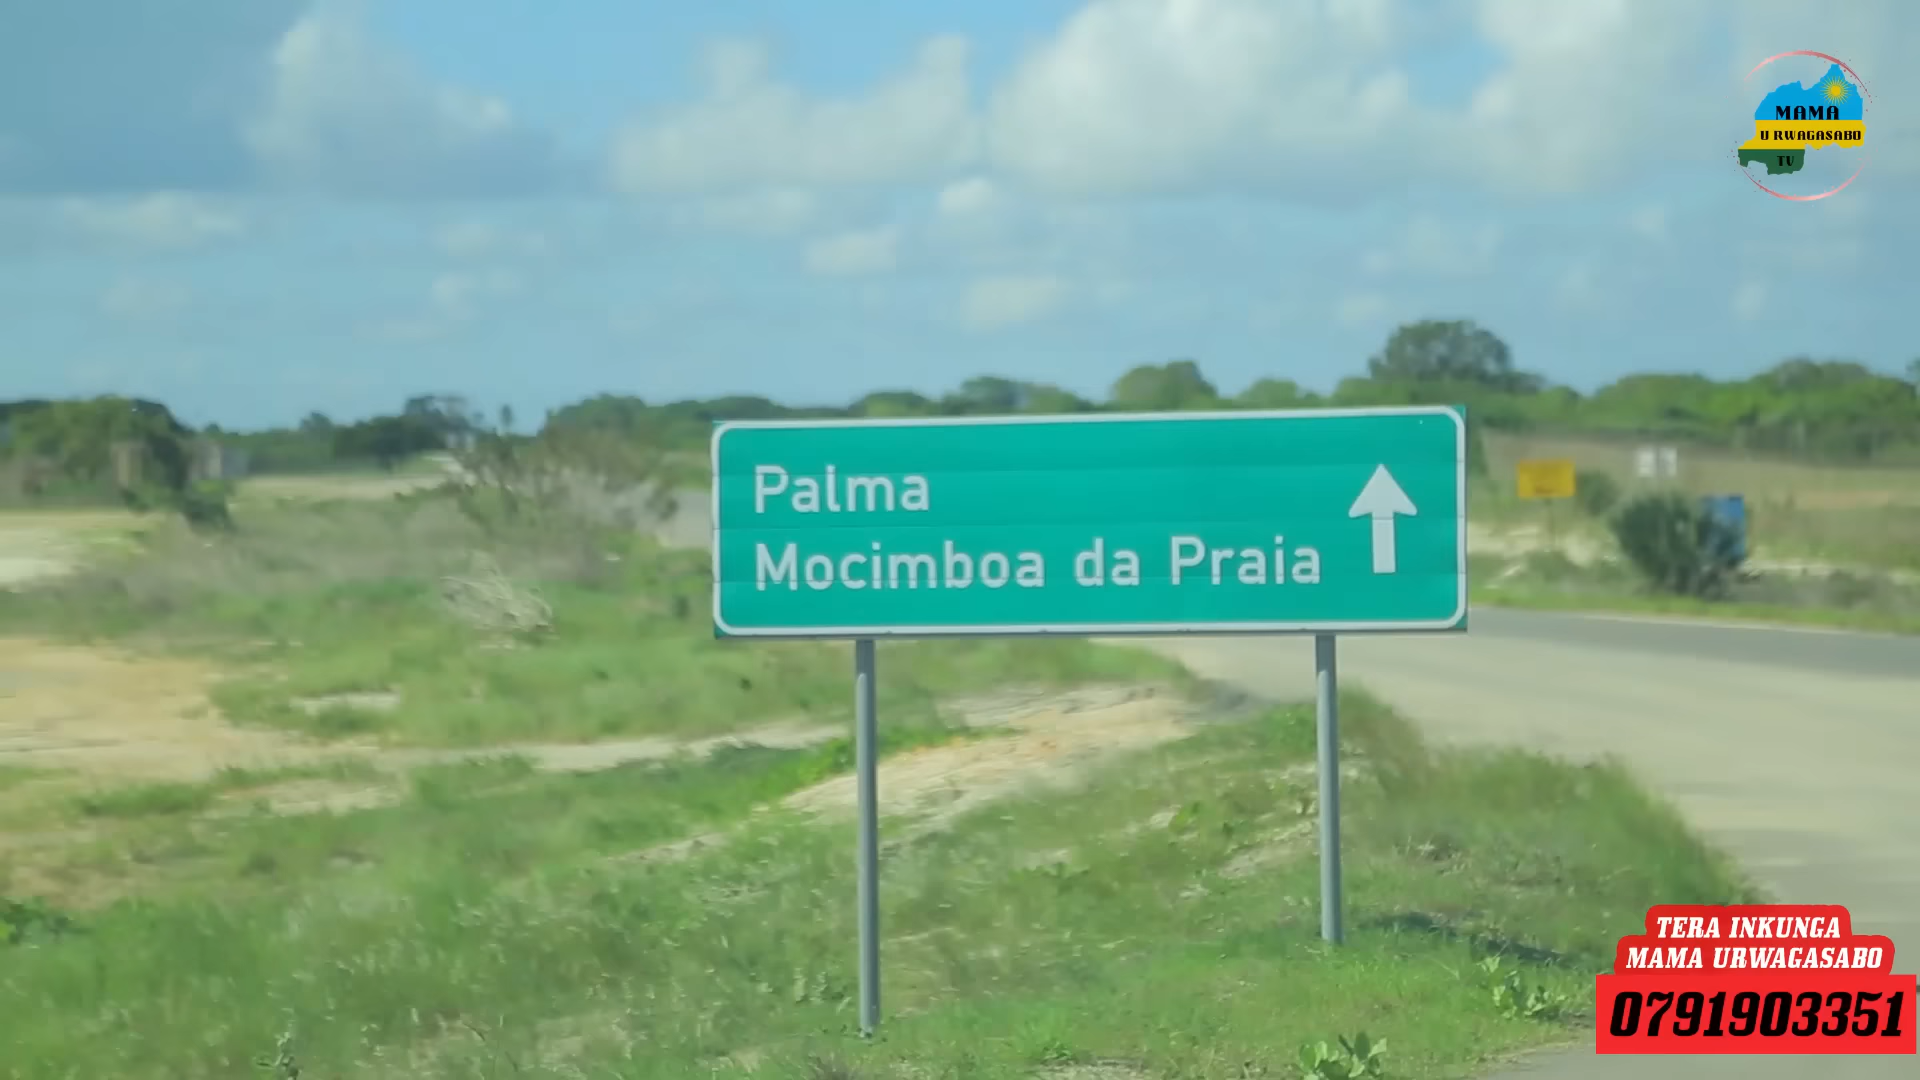 MAMA
U RWAGASABO
TV
Palma
Mocimboa da Praia
TERA INKUNGA
MAMA URWAGASABO
0791903351